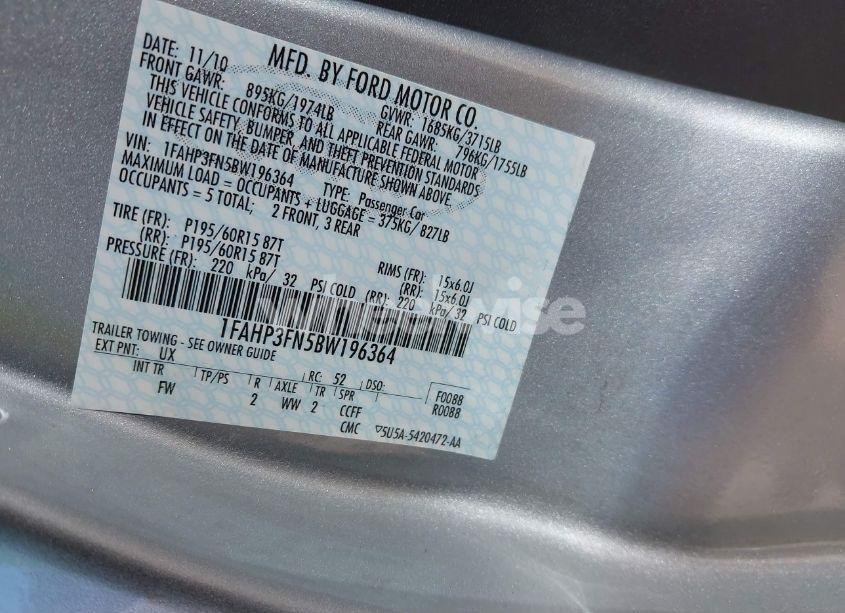 MFD. BY FORD MOTOR CO.
DATE: 11/10 GVWR: 1685KG/3715LB
FRONT GAWR: 895KG/1974LB REAR GAWR: 796KG/1755LB
THIS VEHICLE CONFORMS TO ALL APPLICABLE FEDERAL MOTOR
VEHICLE SAFETY, BUMPER, AND THEFT PREVENTION STANDARDS
IN EFFECT ON THE DATE OF MANUFACTURE SHOWN ABOVE
VIN: 1FAHP3FN5BW196364 TYPE: Passenger Car
MAXIMUM LOAD = OCCUPANTS + LUGGAGE = 375KG/ 827LB
OCCUPANTS = 5 TOTAL; 2 FRONT, 3 REAR
TIRE (FR): P195/60R15 87T RIMS (FR): 15x6.0J
(RR): P195/60R15 87T (RR): 15x6.0J
PRESSURE (FR): 220 kPa/ 32 PSI COLD (RR): 220 kPa/ 32 PSI COLD
1FAHP3FN5BW196364
TRAILER TOWING - SEE OWNER GUIDE
EXT PNT: UX RC: 52 DSO:
INT TR TP/PS R AXLE TR SPR F0088
FW 2 WW 2 CCFF R0088
CMC ▽5U5A-5420472-AA